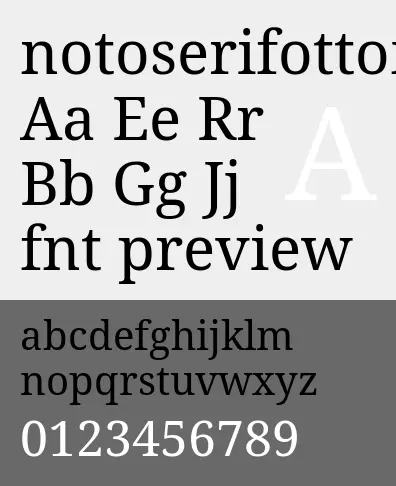 notoserifotto
Aa Ee Rr
A
Bb Gg Jj
fnt preview
abcdefghijklm
nopqrstuvwxyz
0123456789